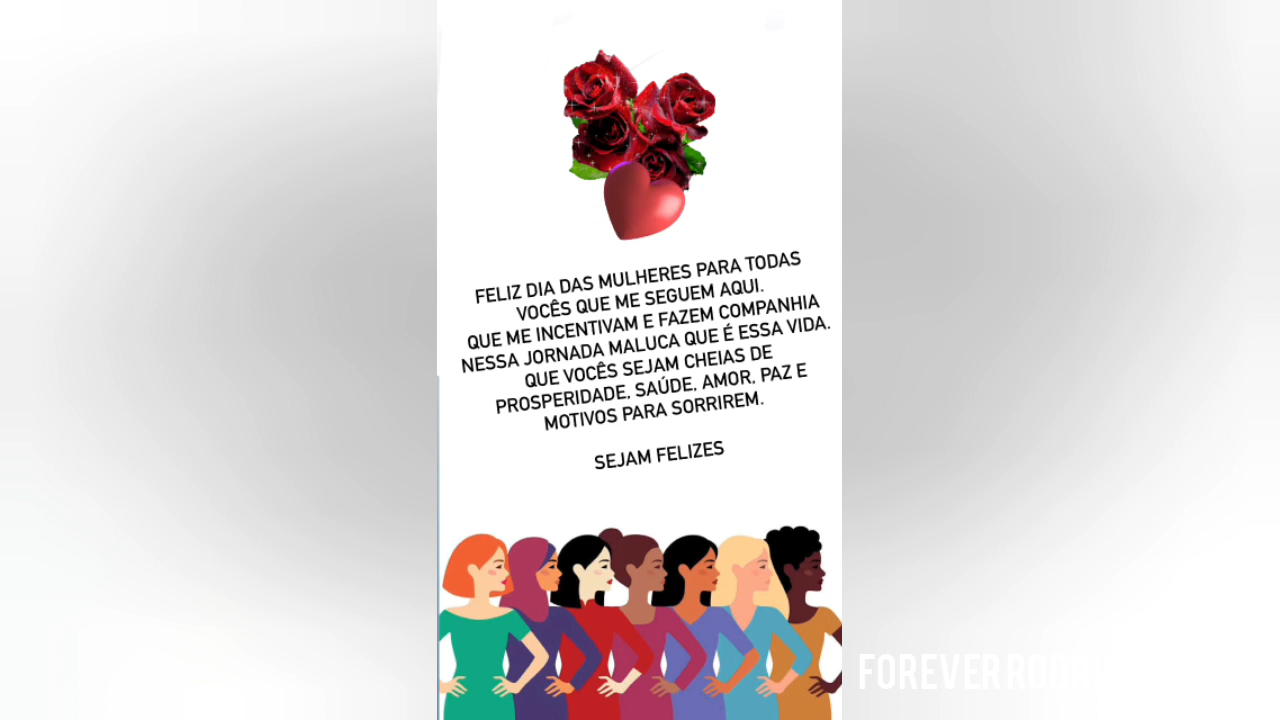 FELIZ DIA DAS MULHERES PARA TODAS
VOCÊS QUE ME SEGUEM AQUI.
QUE ME INCENTIVAM E FAZEM COMPANHIA
NESSA JORNADA MALUCA QUE É ESSA VIDA.
QUE VOCÊS SEJAM CHEIAS DE
PROSPERIDADE, SAÚDE, AMOR, PAZ E
MOTIVOS PARA SORRIREM.
SEJAM FELIZES
FOREVER